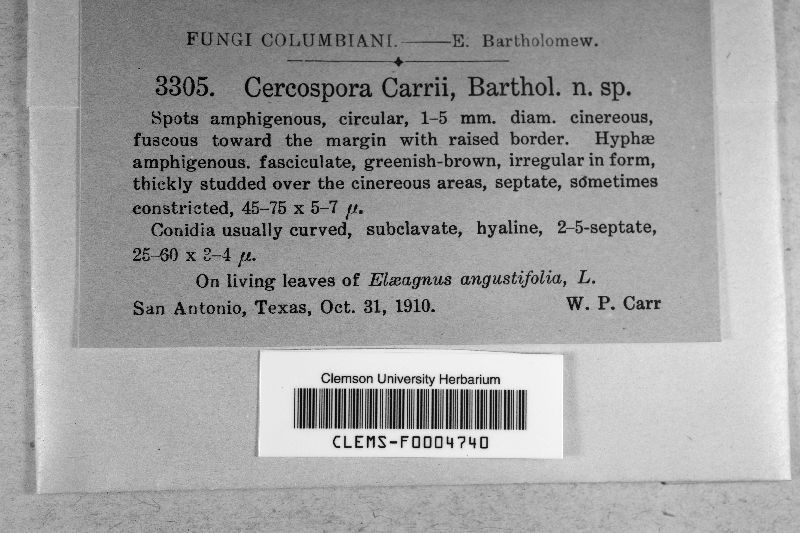 FUNGI COLUMBIANI.——E. Bartholomew.
3305. Cercospora Carrii, Barthol. n. sp.
Spots amphigenous, circular, 1–5 mm. diam. cinereous,
fuscous toward the margin with raised border. Hyphæ
amphigenous. fasciculate, greenish-brown, irregular in form,
thickly studded over the cinereous areas, septate, sometimes
constricted, 45–75 x 5–7 μ.
Conidia usually curved, subclavate, hyaline, 2–5-septate,
25–60 x 3–4 μ.
On living leaves of Elæagnus angustifolia, L.
San Antonio, Texas, Oct. 31, 1910. W. P. Carr
Clemson University Herbarium
CLEMS-F0004740